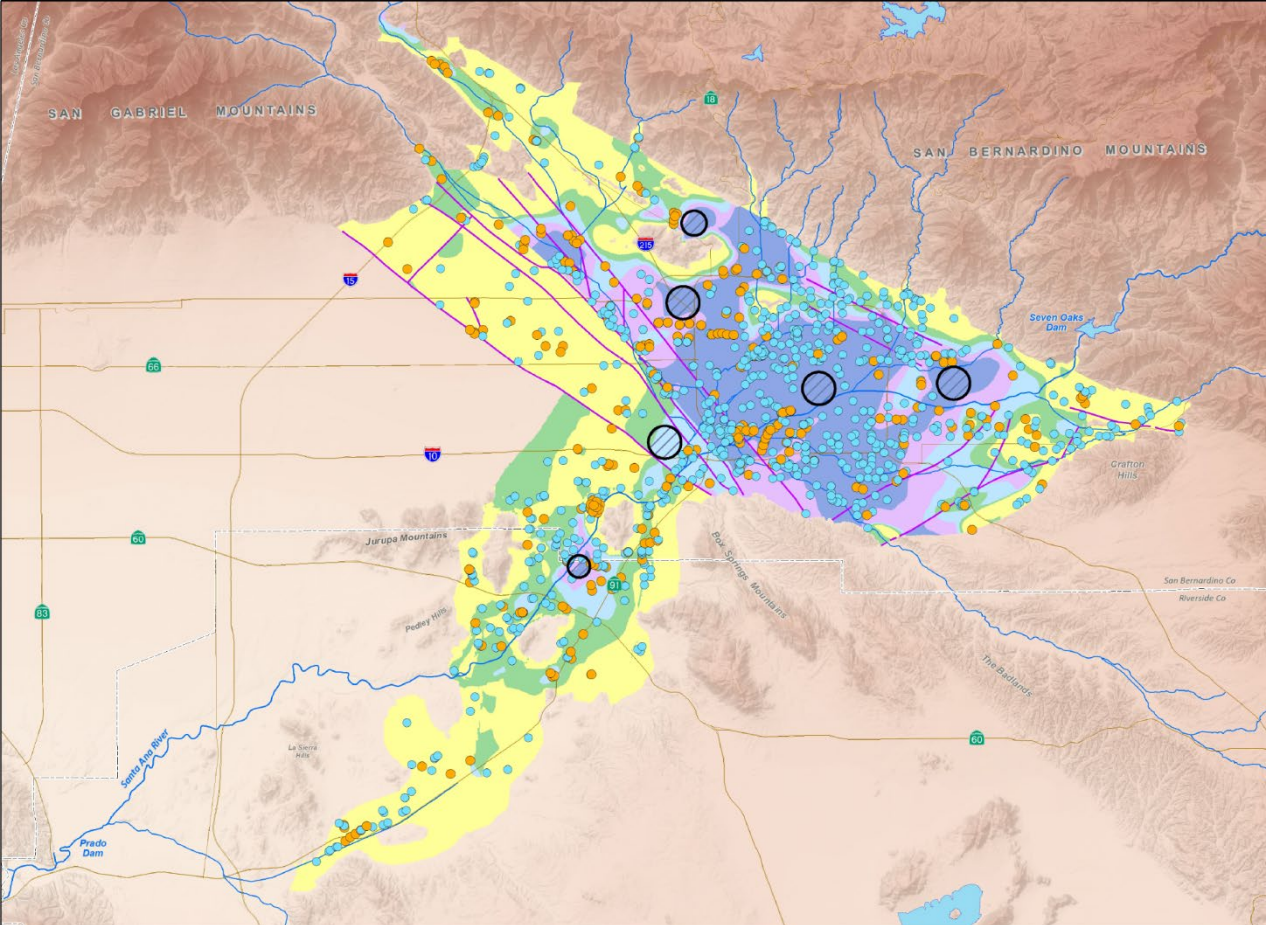 18
SAN GABRIEL MOUNTAINS
SAN BERNARDINO MOUNTAINS
215
15
Seven Oaks
Dam
66
10
Crafton
Hills
60
Jurupa Mountains
Box Springs Mountains
San Bernardino Co
Riverside Co
91
83
Pedley Hills
The Badlands
La Sierra
Hills
60
Santa Ana River
Prado
Dam